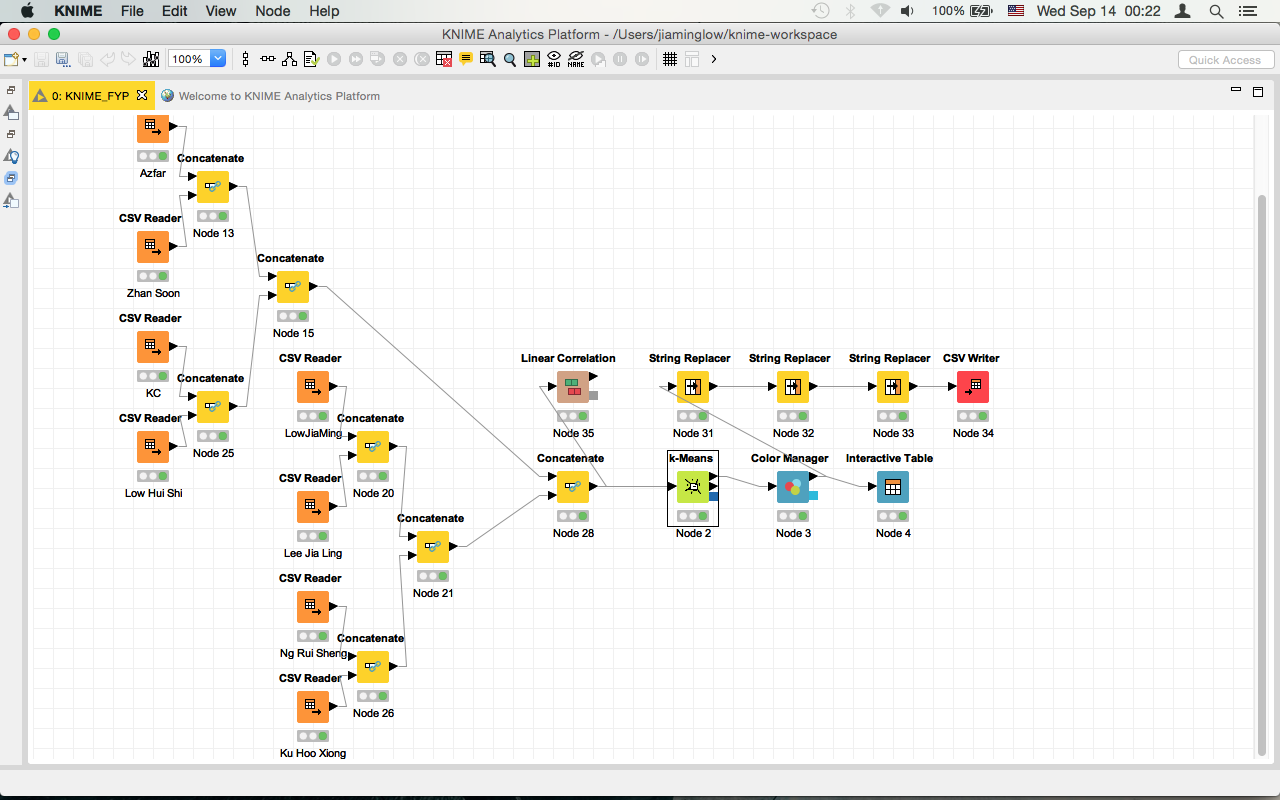 KNIME File Edit View Node Help 100% Wed Sep 14 00:22
KNIME Analytics Platform - /Users/jiaminglow/knime-workspace
100% ID NAME Quick Access
0: KNIME_FYP Welcome to KNIME Analytics Platform
Azfar
Concatenate
Node 13
CSV Reader
Zhan Soon
Concatenate
Node 15
CSV Reader
KC
Concatenate
Node 25
CSV Reader
Low Hui Shi
CSV Reader
LowJiaMing
Concatenate
Node 20
CSV Reader
Lee Jia Ling
Concatenate
Node 21
CSV Reader
Ng Rui Sheng
Concatenate
Node 26
CSV Reader
Ku Hoo Xiong
Linear Correlation
Node 35
String Replacer
Node 31
String Replacer
Node 32
String Replacer
Node 33
CSV Writer
Node 34
Concatenate
Node 28
k-Means
Node 2
Color Manager
Node 3
Interactive Table
Node 4